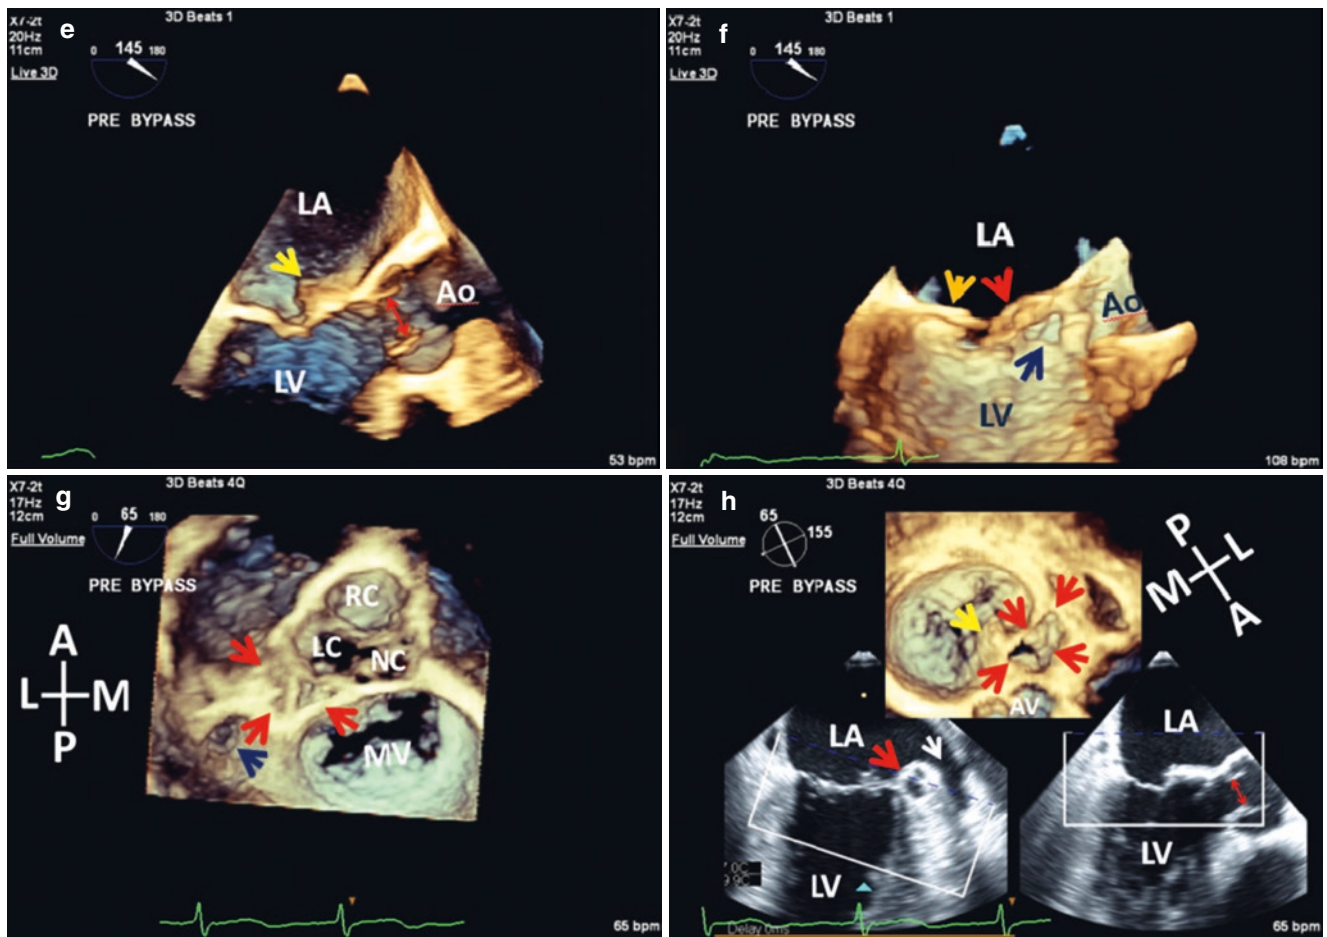 3D Beats 1
X7-2t
20Hz
11cm
Live 3D
e
0 145 180
PRE BYPASS
LA
Ao
LV
53 bpm
3D Beats 1
X7-2t
20Hz
11cm
Live 3D
f
0 145 180
PRE BYPASS
LA
Ao
LV
108 bpm
3D Beats 4Q
X7-2t
17Hz
12cm
Full Volume
g
0 65 180
PRE BYPASS
RC
LC
NC
MV
A
L M
P
65 bpm
3D Beats 4Q
X7-2t
17Hz
12cm
Full Volume
h
65
155
PRE BYPASS
P
L
M
A
AV
LA
LV
LA
LV
Delay 0ms
65 bpm